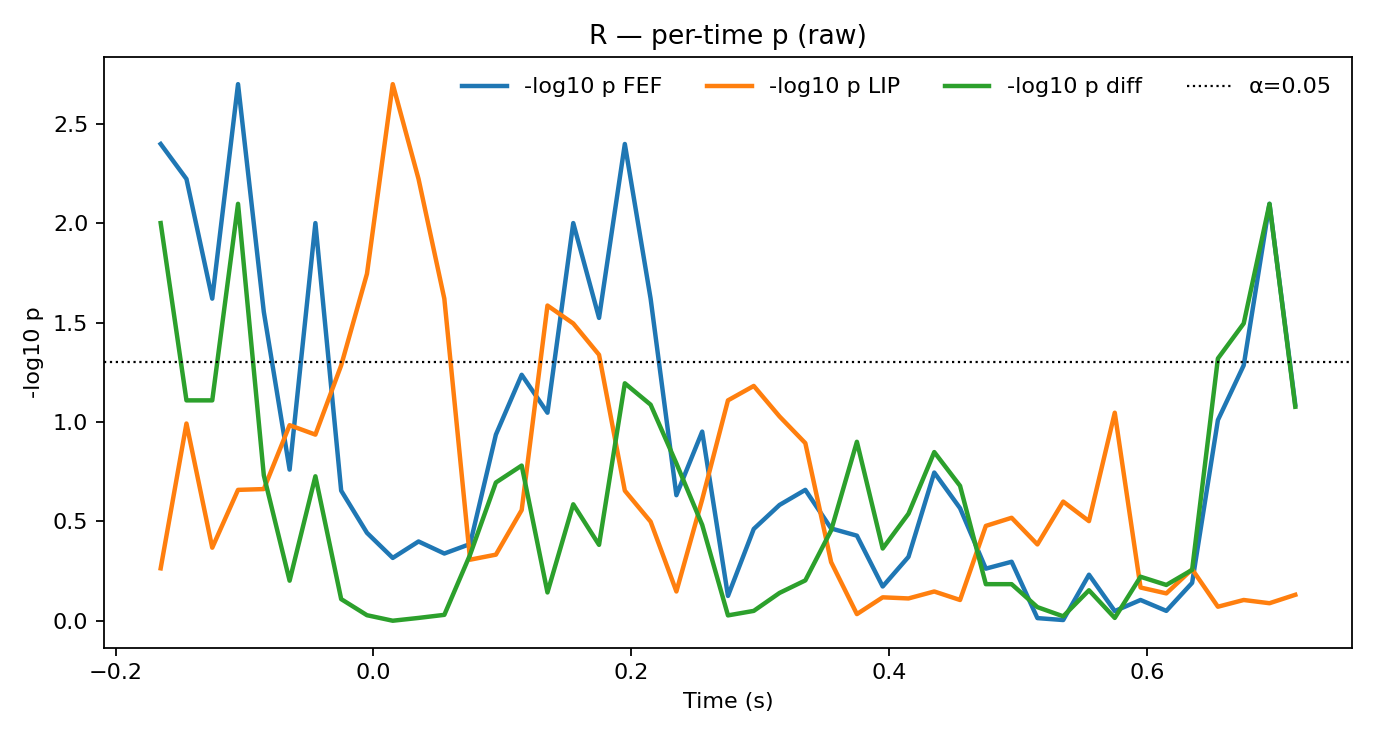 R — per-time p (raw)
-log10 p FEF
-log10 p LIP
-log10 p diff
α=0.05
-log10 p
2.5
2.0
1.5
1.0
0.5
0.0
−0.2
0.0
0.2
0.4
0.6
Time (s)